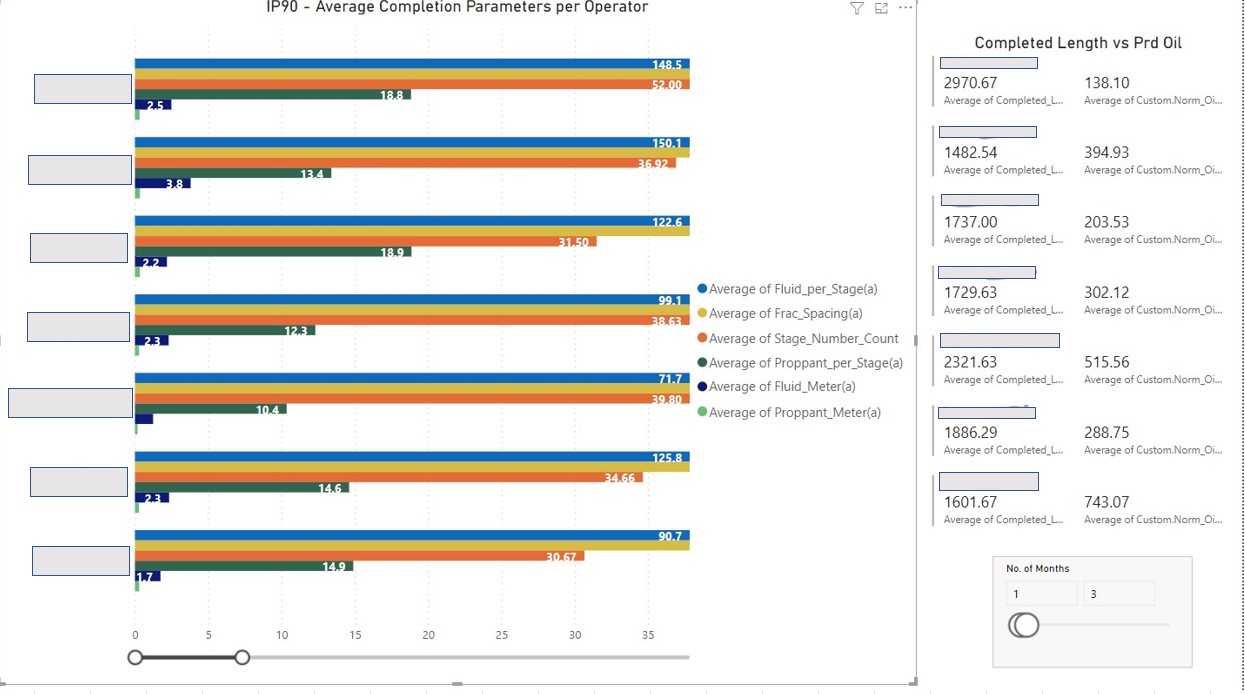 IP90 - Average Completion Parameters per Operator
148.5
52.00
18.8
2.5
150.1
36.92
13.4
3.8
122.6
31.50
18.9
2.2
99.1
38.63
12.3
2.3
71.7
39.80
10.4
125.8
34.66
14.6
2.3
90.7
30.67
14.9
1.7
0 5 10 15 20 25 30 35
Average of Fluid_per_Stage(a)
Average of Frac_Spacing(a)
Average of Stage_Number_Count
Average of Proppant_per_Stage(a)
Average of Fluid_Meter(a)
Average of Proppant_Meter(a)
Completed Length vs Prd Oil
2970.67 138.10
Average of Completed_L... Average of Custom.Norm_Oi...
1482.54 394.93
Average of Completed_L... Average of Custom.Norm_Oi...
1737.00 203.53
Average of Completed_L... Average of Custom.Norm_Oi...
1729.63 302.12
Average of Completed_L... Average of Custom.Norm_Oi...
2321.63 515.56
Average of Completed_L... Average of Custom.Norm_Oi...
1886.29 288.75
Average of Completed_L... Average of Custom.Norm_Oi...
1601.67 743.07
Average of Completed_L... Average of Custom.Norm_Oi...
No. of Months
1 3